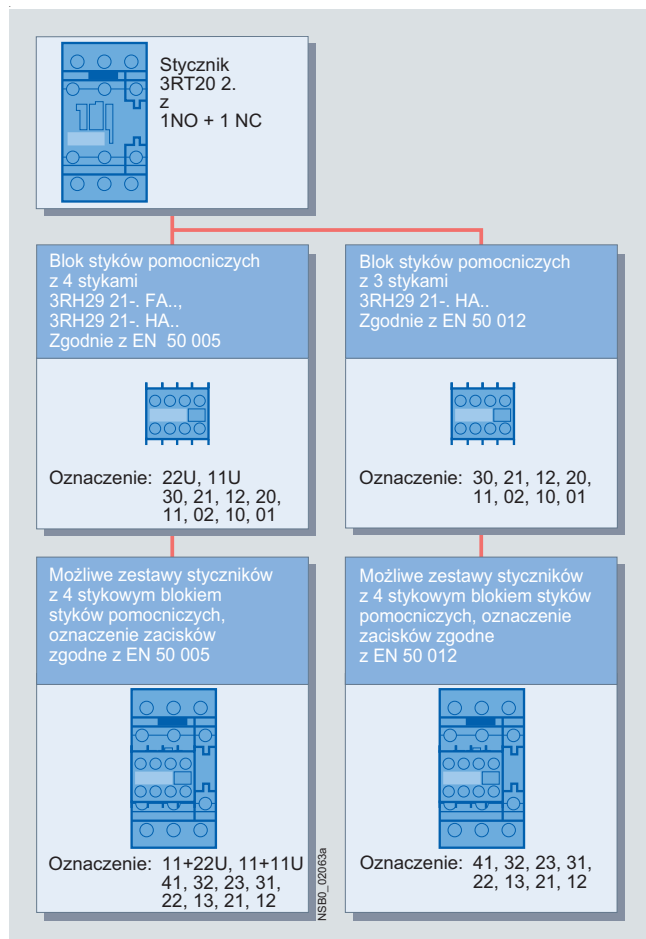 Stycznik
3RT20 2.
z
1NO + 1 NC
Blok styków pomocniczych
z 4 stykami
3RH29 21-. FA..,
3RH29 21-. HA..
Zgodnie z EN 50 005
Oznaczenie: 22U, 11U
30, 21, 12, 20,
11, 02, 10, 01
Blok styków pomocniczych
z 3 stykami
3RH29 21-. HA..
Zgodnie z EN 50 012
Oznaczenie: 30, 21, 12, 20,
11, 02, 10, 01
Możliwe zestawy styczników
z 4 stykowym blokiem
styków pomocniczych,
oznaczenie zacisków
zgodne z EN 50 005
Oznaczenie: 11+22U, 11+11U
41, 32, 23, 31,
22, 13, 21, 12
Możliwe zestawy styczników
z 4 stykowym blokiem styków
pomocniczych, oznaczenie
zacisków zgodne
z EN 50 012
Oznaczenie: 41, 32, 23, 31,
22, 13, 21, 12
NSB0_02063a